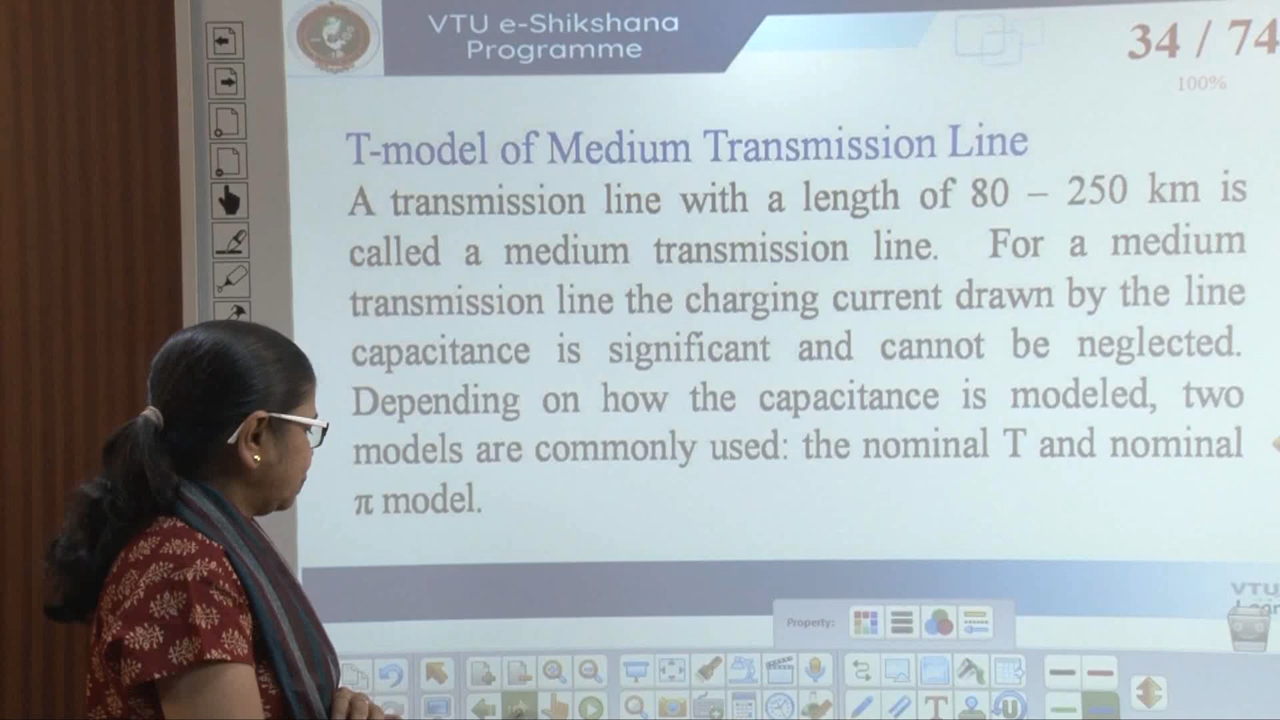 VTU e-Shikshana
Programme
34 / 74
100%
T-model of Medium Transmission Line
A transmission line with a length of 80 – 250 km is
called a medium transmission line. For a medium
transmission line the charging current drawn by the line
capacitance is significant and cannot be neglected.
Depending on how the capacitance is modeled, two
models are commonly used: the nominal T and nominal
π model.
VTU
Property: